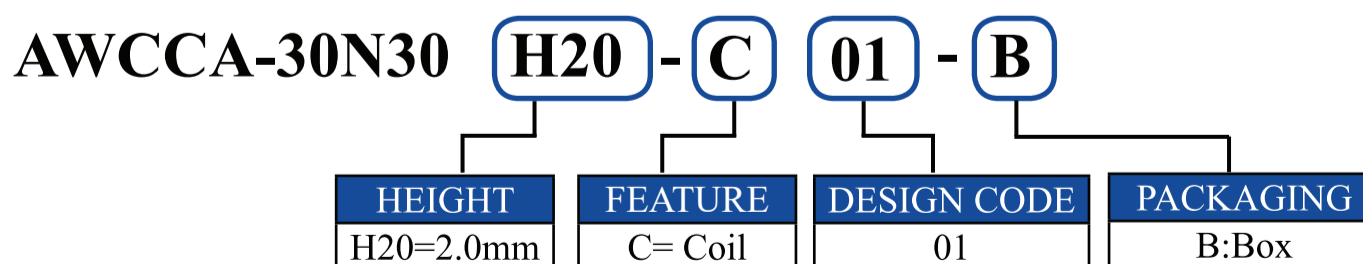 AWCCA-30N30 H20 - C 01 - B
HEIGHT FEATURE DESIGN CODE PACKAGING
H20=2.0mm C= Coil 01 B:Box